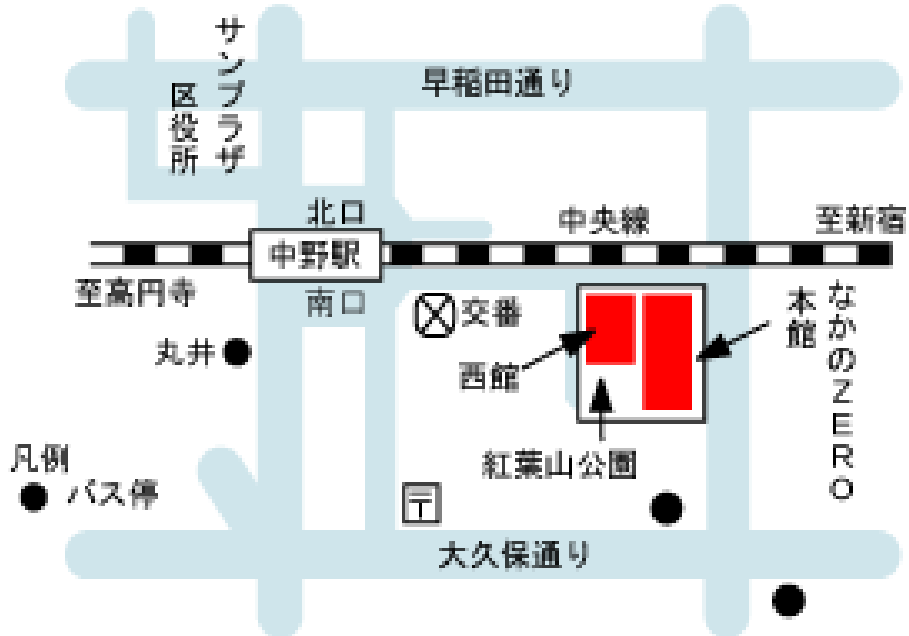 サンプラザ
区役所
早稲田通り
北口
中央線
至新宿
中野駅
至高円寺
南口
交番
なかのZERO
本館
丸井
西館
凡例
バス停
紅葉山公園
〒
大久保通り